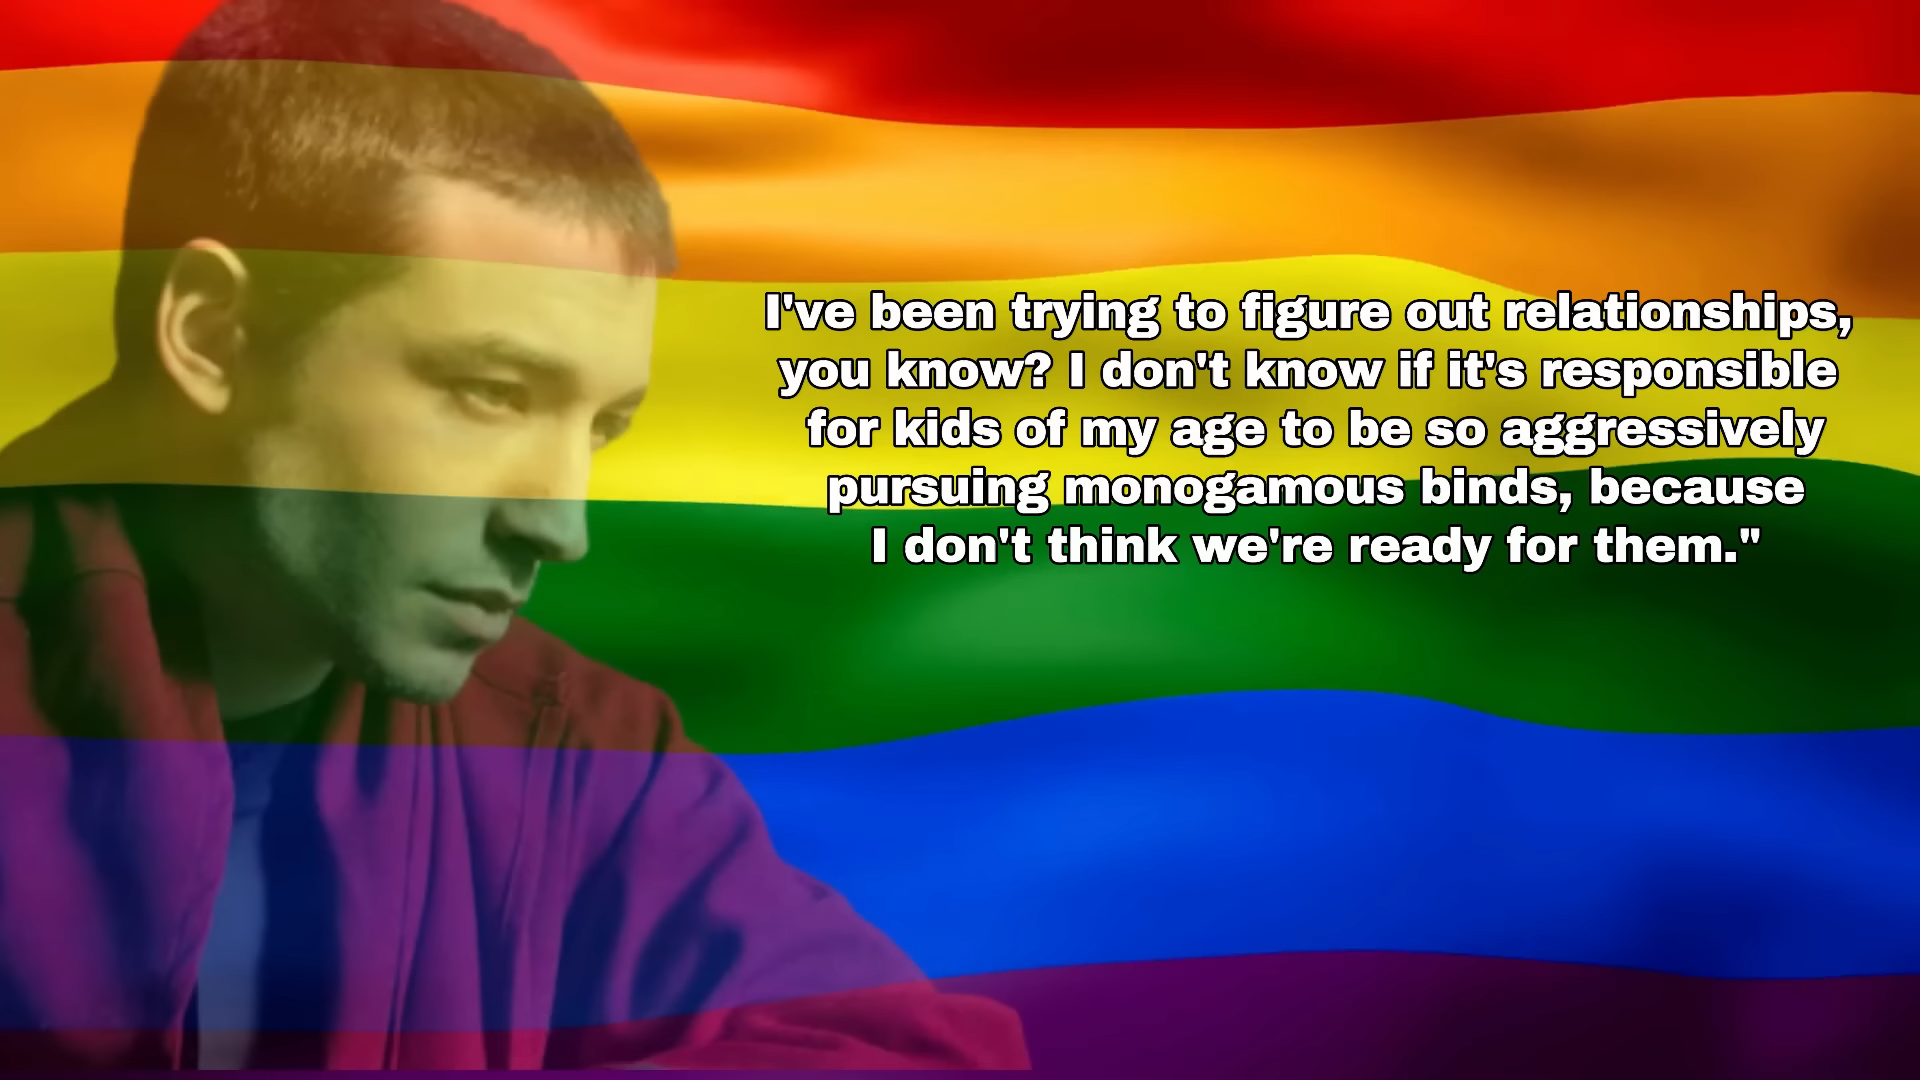 I've been trying to figure out relationships,
you know? I don't know if it's responsible
for kids of my age to be so aggressively
pursuing monogamous binds, because
I don't think we're ready for them."